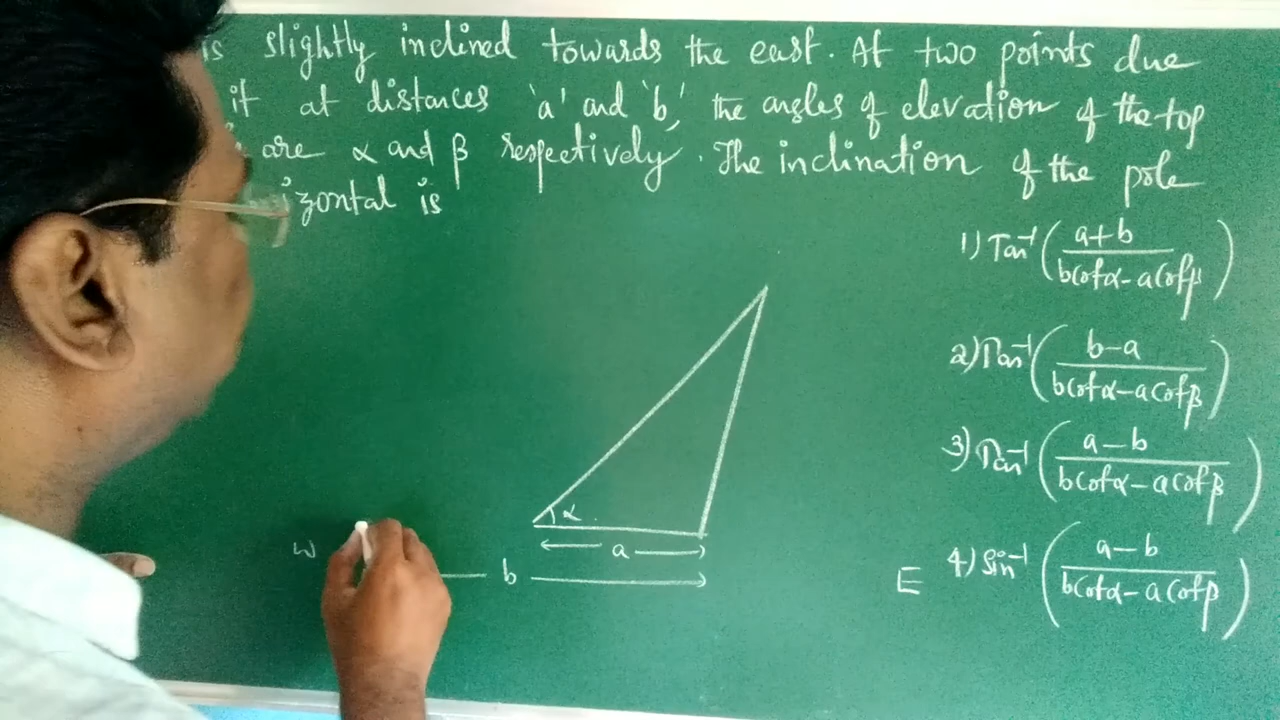 is slightly inclined towards the east. At two points due
it at distances 'a' and 'b', the angles of elevation of the top
are α and β respectively. The inclination of the pole
izontal is
1) Tan⁻¹ (a+b / bcotα - acotβ)
2) Tan⁻¹ (b-a / bcotα - acotβ)
3) Tan⁻¹ (a-b / bcotα - acotβ)
4) Sin⁻¹ (a-b / bcotα - acotβ)
α
W
a
b
E